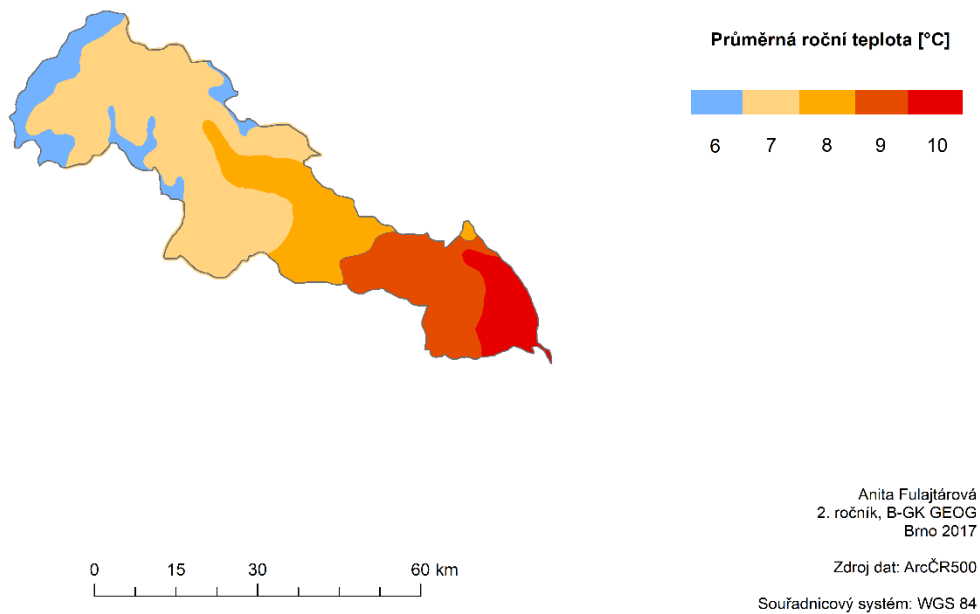 Průměrná roční teplota [°C]
6 7 8 9 10
0 15 30 60 km
Anita Fulajtárová
2. ročník, B-GK GEOG
Brno 2017
Zdroj dat: ArcČR500
Souřadnicový systém: WGS 84